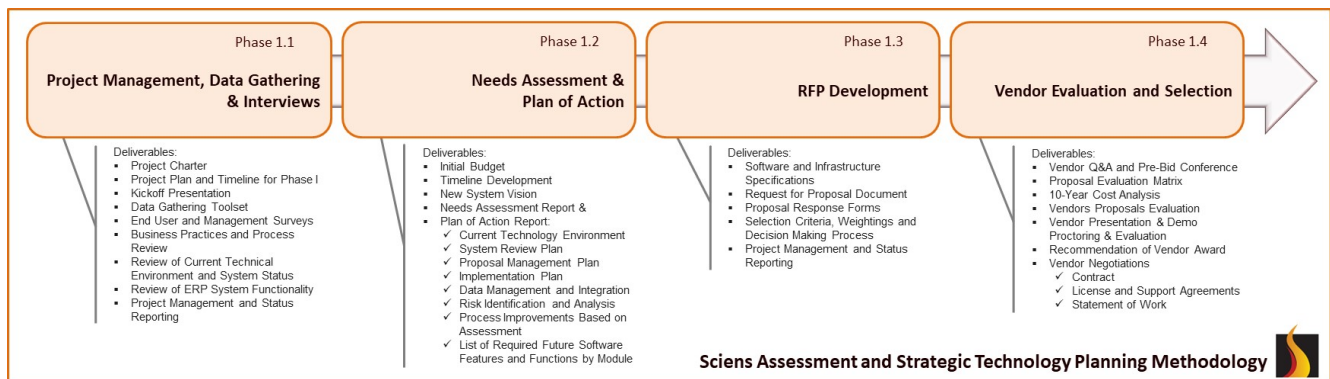 Phase 1.1
Project Management, Data Gathering
& Interviews
Deliverables:
▪ Project Charter
▪ Project Plan and Timeline for Phase I
▪ Kickoff Presentation
▪ Data Gathering Toolset
▪ End User and Management Surveys
▪ Business Practices and Process
Review
▪ Review of Current Technical
Environment and System Status
▪ Review of ERP System Functionality
▪ Project Management and Status
Reporting
Phase 1.2
Needs Assessment &
Plan of Action
Deliverables:
▪ Initial Budget
▪ Timeline Development
▪ New System Vision
▪ Needs Assessment Report &
▪ Plan of Action Report:
✓ Current Technology Environment
✓ System Review Plan
✓ Proposal Management Plan
✓ Implementation Plan
✓ Data Management and Integration
✓ Risk Identification and Analysis
✓ Process Improvements Based on
Assessment
✓ List of Required Future Software
Features and Functions by Module
Phase 1.3
RFP Development
Deliverables:
▪ Software and Infrastructure
Specifications
▪ Request for Proposal Document
▪ Proposal Response Forms
▪ Selection Criteria, Weightings and
Decision Making Process
▪ Project Management and Status
Reporting
Phase 1.4
Vendor Evaluation and Selection
Deliverables:
▪ Vendor Q&A and Pre-Bid Conference
▪ Proposal Evaluation Matrix
▪ 10-Year Cost Analysis
▪ Vendors Proposals Evaluation
▪ Vendor Presentation & Demo
Proctoring & Evaluation
▪ Recommendation of Vendor Award
▪ Vendor Negotiations
✓ Contract
✓ License and Support Agreements
✓ Statement of Work
Sciens Assessment and Strategic Technology Planning Methodology